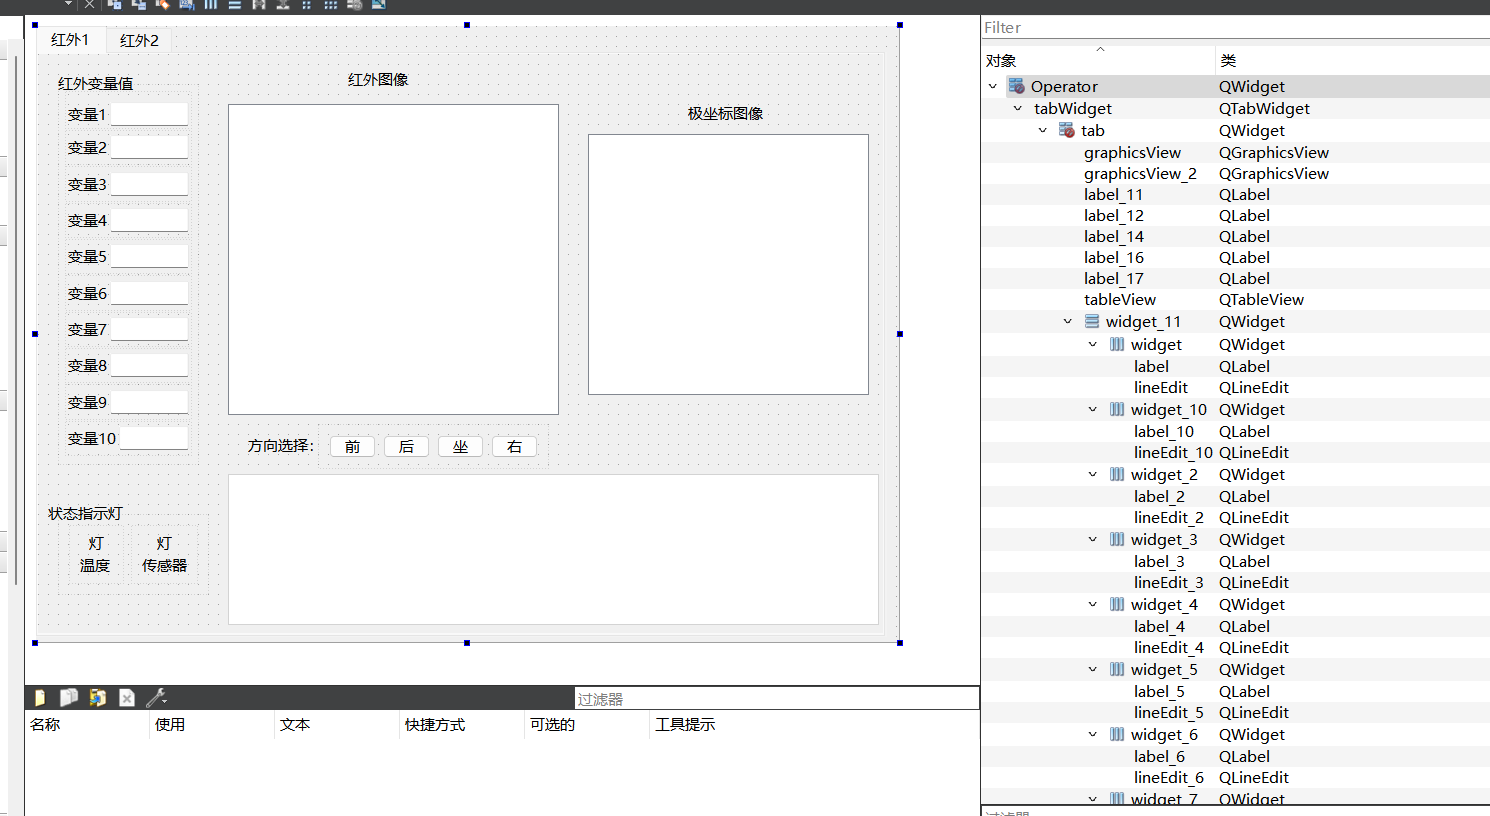 红外1
红外2
红外变量值
红外图像
极坐标图像
变量1
变量2
变量3
变量4
变量5
变量6
变量7
变量8
变量9
变量10
方向选择：
前
后
坐
右
状态指示灯
灯
灯
温度
传感器
过滤器
名称
使用
文本
快捷方式
可选的
工具提示
Filter
对象
类
Operator QWidget
tabWidget QTabWidget
tab QWidget
graphicsView QGraphicsView
graphicsView_2 QGraphicsView
label_11 QLabel
label_12 QLabel
label_14 QLabel
label_16 QLabel
label_17 QLabel
tableView QTableView
widget_11 QWidget
widget QWidget
label QLabel
lineEdit QLineEdit
widget_10 QWidget
label_10 QLabel
lineEdit_10 QLineEdit
widget_2 QWidget
label_2 QLabel
lineEdit_2 QLineEdit
widget_3 QWidget
label_3 QLabel
lineEdit_3 QLineEdit
widget_4 QWidget
label_4 QLabel
lineEdit_4 QLineEdit
widget_5 QWidget
label_5 QLabel
lineEdit_5 QLineEdit
widget_6 QWidget
label_6 QLabel
lineEdit_6 QLineEdit
widget_7 QWidget
过滤器